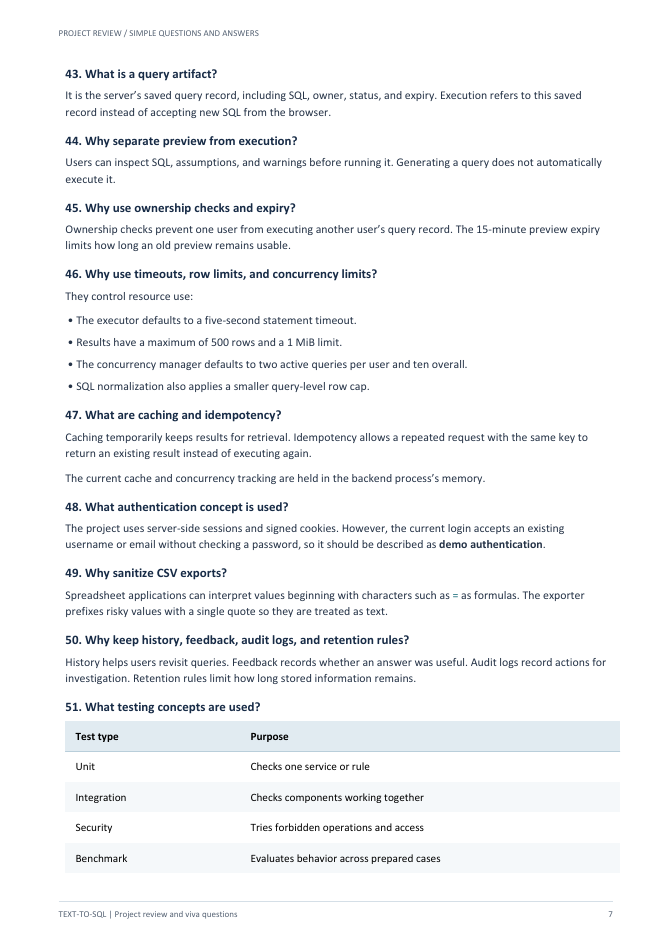 PROJECT REVIEW / SIMPLE QUESTIONS AND ANSWERS
43. What is a query artifact?
It is the server’s saved query record, including SQL, owner, status, and expiry. Execution refers to this saved
record instead of accepting new SQL from the browser.
44. Why separate preview from execution?
Users can inspect SQL, assumptions, and warnings before running it. Generating a query does not automatically
execute it.
45. Why use ownership checks and expiry?
Ownership checks prevent one user from executing another user’s query record. The 15-minute preview expiry
limits how long an old preview remains usable.
46. Why use timeouts, row limits, and concurrency limits?
They control resource use:
• The executor defaults to a five-second statement timeout.
• Results have a maximum of 500 rows and a 1 MiB limit.
• The concurrency manager defaults to two active queries per user and ten overall.
• SQL normalization also applies a smaller query-level row cap.
47. What are caching and idempotency?
Caching temporarily keeps results for retrieval. Idempotency allows a repeated request with the same key to
return an existing result instead of executing again.
The current cache and concurrency tracking are held in the backend process’s memory.
48. What authentication concept is used?
The project uses server-side sessions and signed cookies. However, the current login accepts an existing
username or email without checking a password, so it should be described as demo authentication.
49. Why sanitize CSV exports?
Spreadsheet applications can interpret values beginning with characters such as = as formulas. The exporter
prefixes risky values with a single quote so they are treated as text.
50. Why keep history, feedback, audit logs, and retention rules?
History helps users revisit queries. Feedback records whether an answer was useful. Audit logs record actions for
investigation. Retention rules limit how long stored information remains.
51. What testing concepts are used?
Test type Purpose
Unit Checks one service or rule
Integration Checks components working together
Security Tries forbidden operations and access
Benchmark Evaluates behavior across prepared cases
TEXT-TO-SQL | Project review and viva questions 7